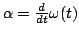 α = d/dt ω(t)